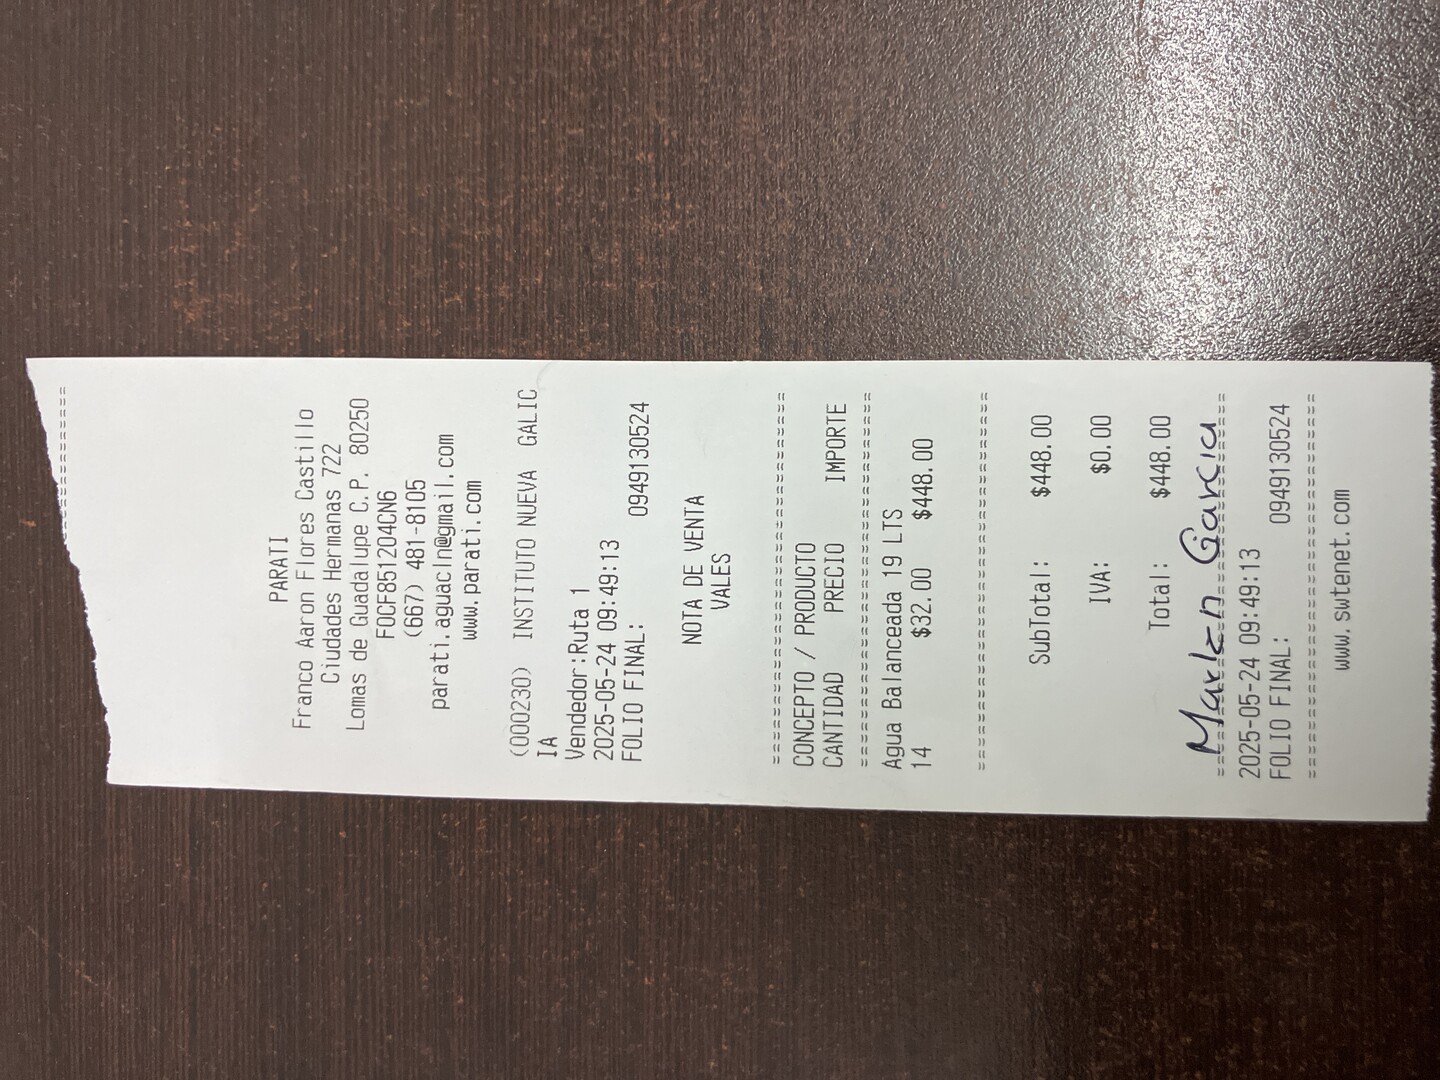 ================================
PARATI
Franco Aaron Flores Castillo
Ciudades Hermanas 722
Lomas de Guadalupe C.P. 80250
FOCF851204CN6
(667) 481-8105
parati.aguacln@gmail.com
www.parati.com
(000230) INSTITUTO NUEVA GALIC
IA
Vendedor:Ruta 1
2025-05-24 09:49:13
FOLIO FINAL: 0949130524
NOTA DE VENTA
VALES
================================
CONCEPTO / PRODUCTO
CANTIDAD PRECIO IMPORTE
================================
Agua Balanceada 19 LTS
14 $32.00 $448.00
================================
SubTotal: $448.00
IVA: $0.00
Total: $448.00
Marlen Garcia
================================
2025-05-24 09:49:13
FOLIO FINAL: 0949130524
================================
www.swtenet.com